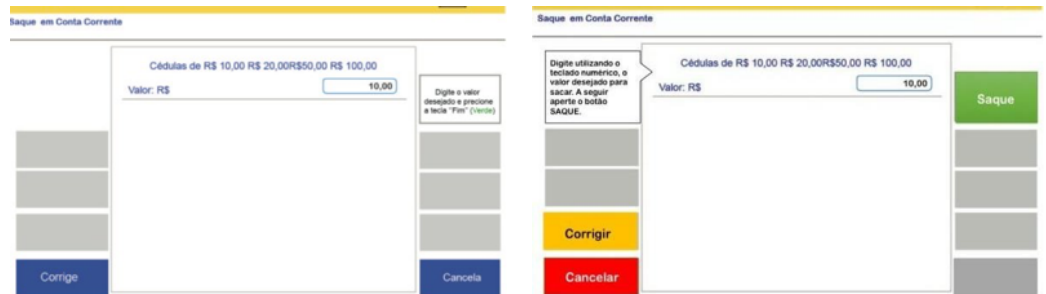 Saque em Conta Corrente
Cédulas de R$ 10,00 R$ 20,00R$50,00 R$ 100,00
Valor: R$ 10,00
Digite o valor
desejado e precione
a tecla "Fim" (Verde)
Corrige
Cancela
Saque em Conta Corrente
Digite utilizando o
teclado numérico, o
valor desejado para
sacar. A seguir
aperte o botão
SAQUE.
Cédulas de R$ 10,00 R$ 20,00R$50,00 R$ 100,00
Valor: R$ 10,00
Saque
Corrigir
Cancelar